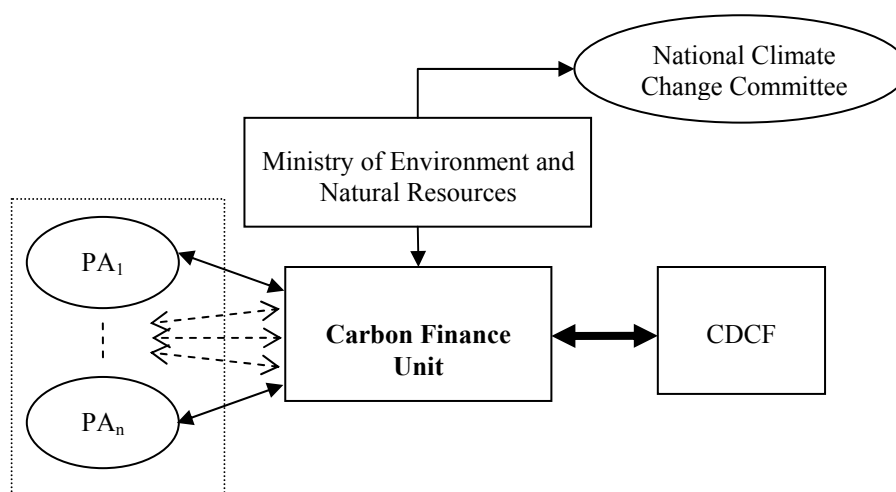 National Climate
Change Committee
Ministry of Environment and
Natural Resources
PA₁
Carbon Finance
Unit
CDCF
PAₙ